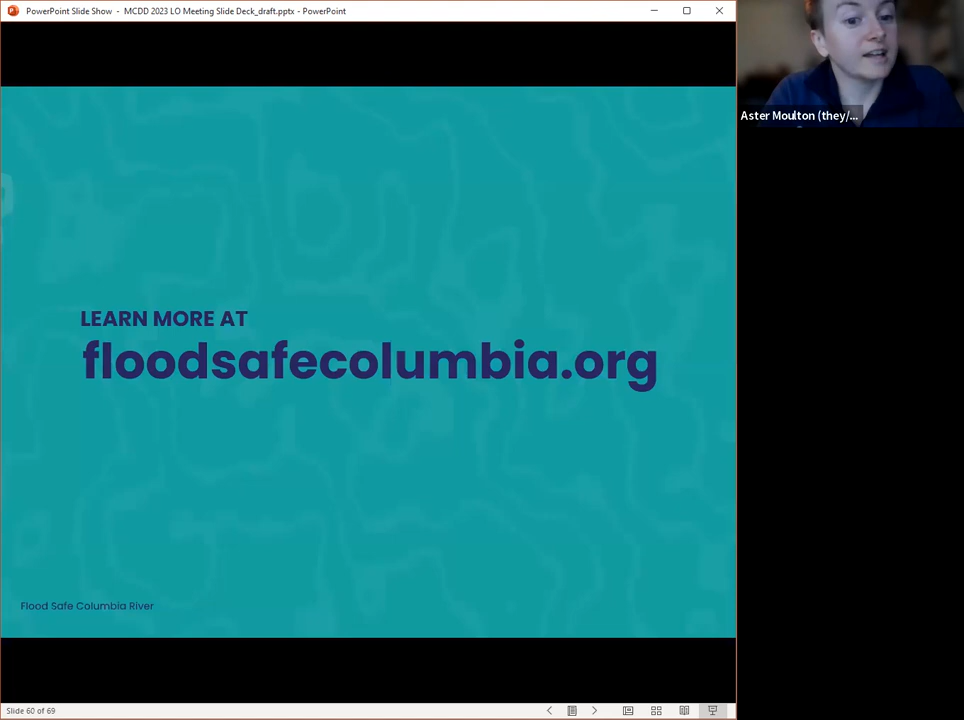 PowerPoint Slide Show - MCDD 2023 LO Meeting Slide Deck_draft.pptx - PowerPoint
Aster Moulton (they/...
LEARN MORE AT
floodsafecolumbia.org
Flood Safe Columbia River
Slide 60 of 69